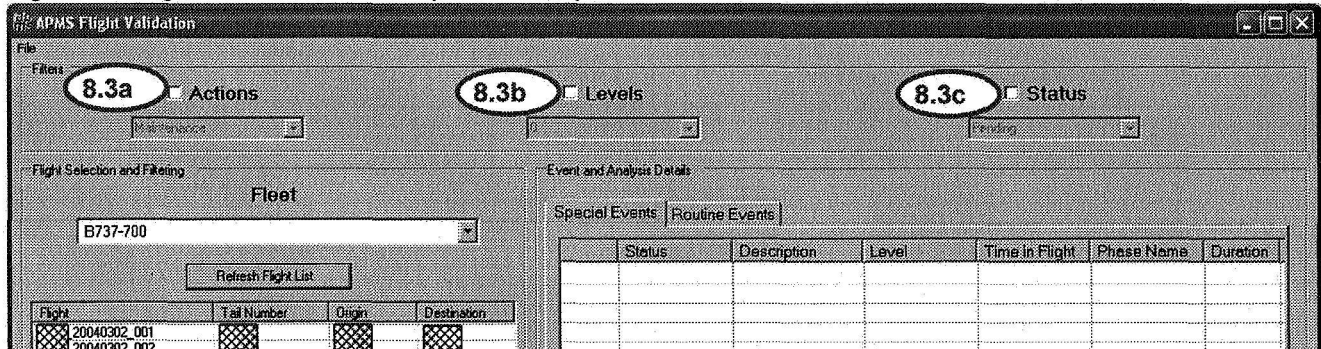 APMS Flight Validation
File
Filters
8.3a Actions 8.3b Levels 8.3c Status
Maintenance 0 Pending
Flight Selection and Filtering Event and Analysis Details
Fleet
B737-700
Special Events Routine Events
Refresh Flight List
Status Description Level Time In Flight Phase Name Duration
Flight Tail Number Origin Destination
20040302_001
20040302_002